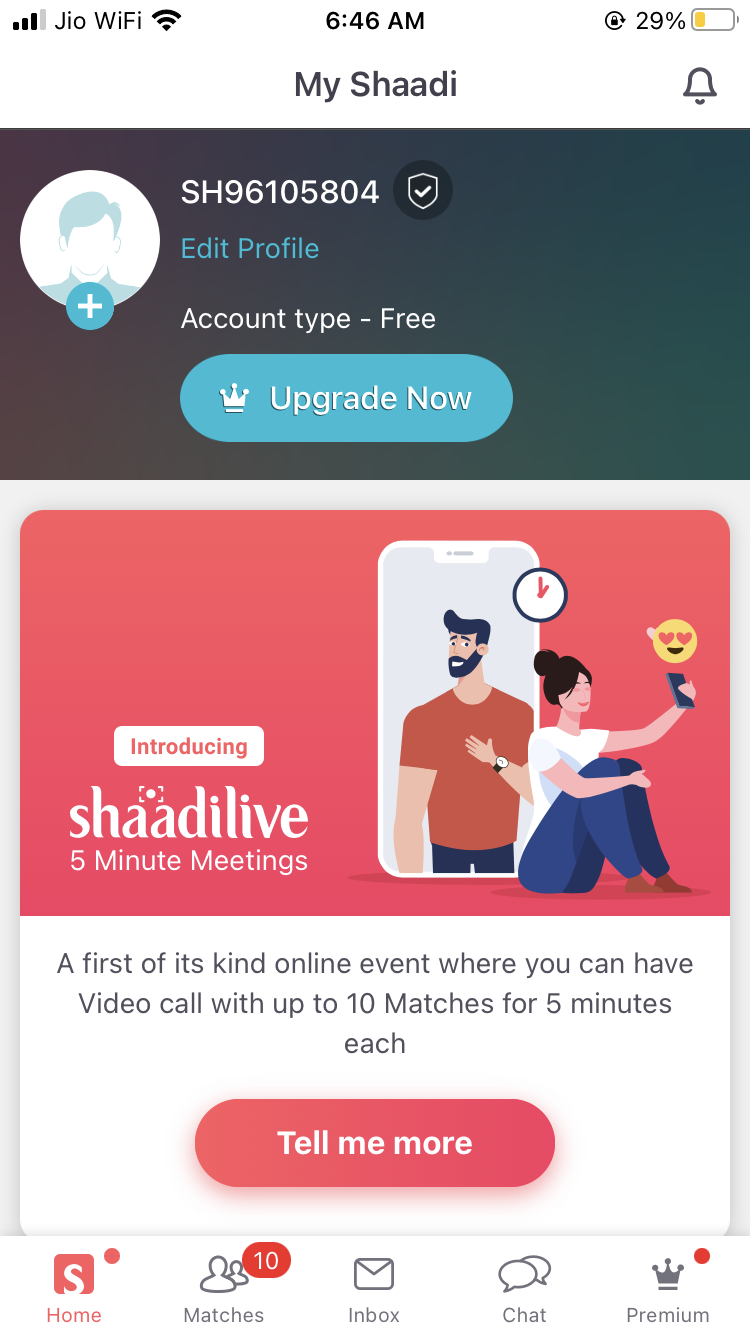 Jio WiFi 6:46 AM 29%
My Shaadi
SH96105804
Edit Profile
Account type - Free
Upgrade Now
Introducing
shaadilive
5 Minute Meetings
A first of its kind online event where you can have
Video call with up to 10 Matches for 5 minutes
each
Tell me more
10
Home Matches Inbox Chat Premium